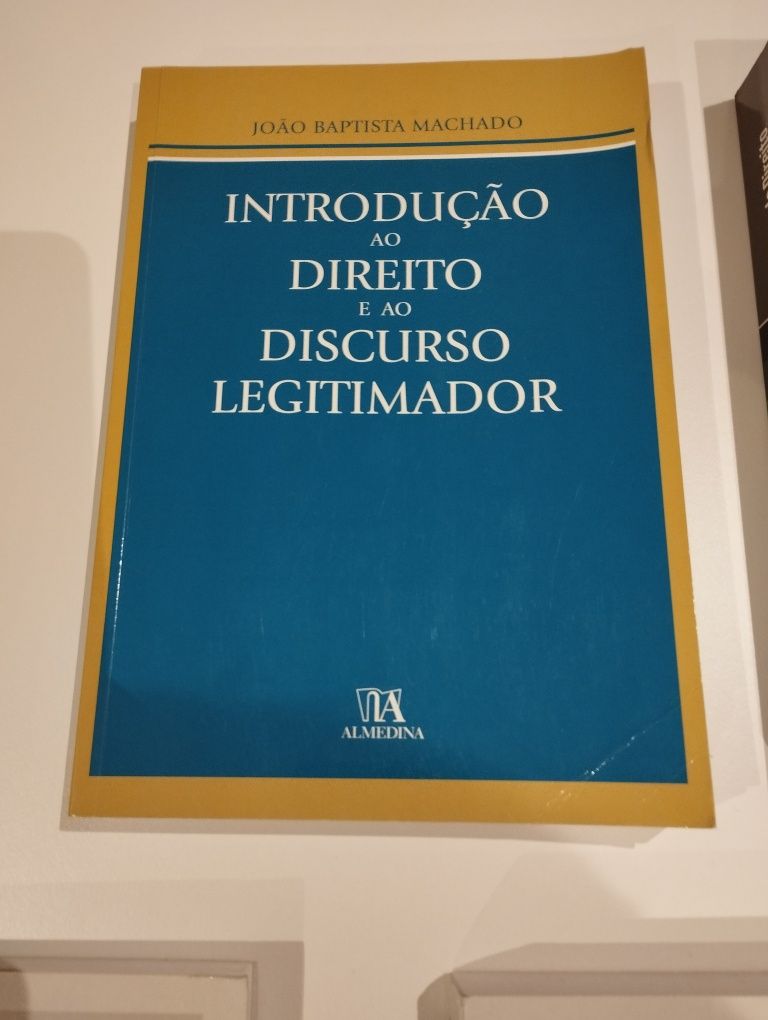 JOÃO BAPTISTA MACHADO
INTRODUÇÃO
AO
DIREITO
E AO
DISCURSO
LEGITIMADOR
ALMEDINA